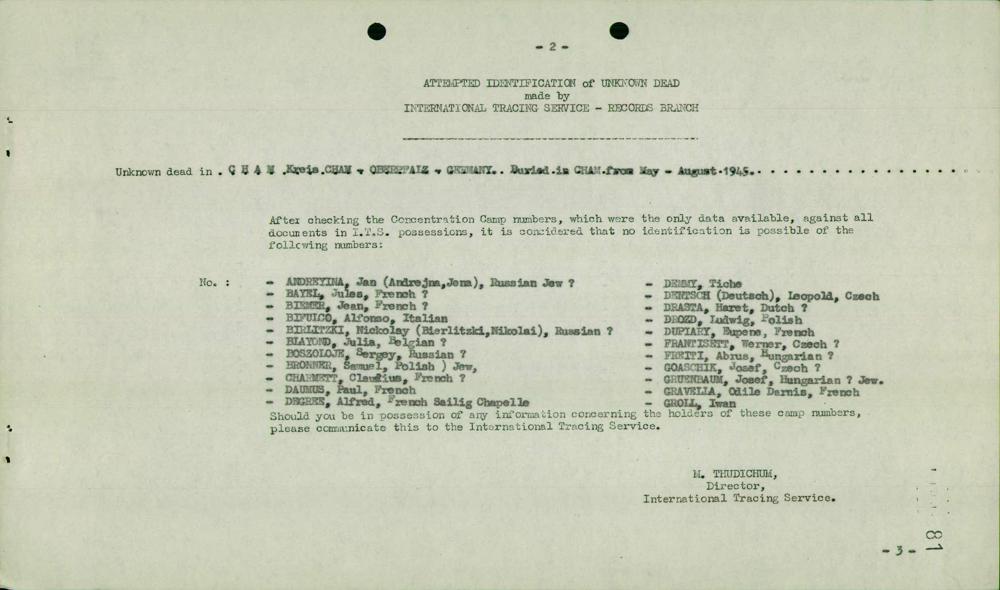 - 2 -
ATTEMPTED IDENTIFICATION of UNKNOWN DEAD
made by
INTERNATIONAL TRACING SERVICE - RECORDS BRANCH
Unknown dead in . C H A M .Kreis.CHAM - OBERPFALZ - GERMANY.. Buried.in CHAM.from May - August.1945. . . . . . . . . . . . . . . . . .
After checking the Concentration Camp numbers, which were the only data available, against all
documents in I.T.S. possessions, it is considered that no identification is possible of the
following numbers:
No. :
- ANDREYINA, Jan (Andrejna,Jena), Russian Jew ?
- BAYEL, Jules, French ?
- BIEMER, Jean, French ?
- BIFULCO, Alfonso, Italian
- BIRLITZKI, Nickolay (Bierlitzki,Nikolai), Russian ?
- BLAYOND, Julia, Belgian ?
- BOSZOLOJE, Sergey, Russian ?
- BRONNER, Samuel, Polish ) Jew,
- CHARMETT, Claudius, French ?
- DAUMUS, Paul, French
- DEGREE, Alfred, French Sailig Chapelle
- DEMMY, Tiche
- DENTSCH (Deutsch), Leopold, Czech
- DRASTA, Haret, Dutch ?
- DROZD, Ludwig, Polish
- DUPIARY, Eupene, French
- FRANTISETT, Werner, Czech ?
- FREITI, Abrus, Hungarian ?
- GOASCHIK, Josef, Czech ?
- GRUENBAUM, Josef, Hungarian ? Jew.
- GRAVELLA, Odile Darnis, French
- GROLL, Iwan
Should you be in possession of any information concerning the holders of these camp numbers,
please communicate this to the International Tracing Service.
M. THUDICHUM,
Director,
International Tracing Service.
81
- 3 -